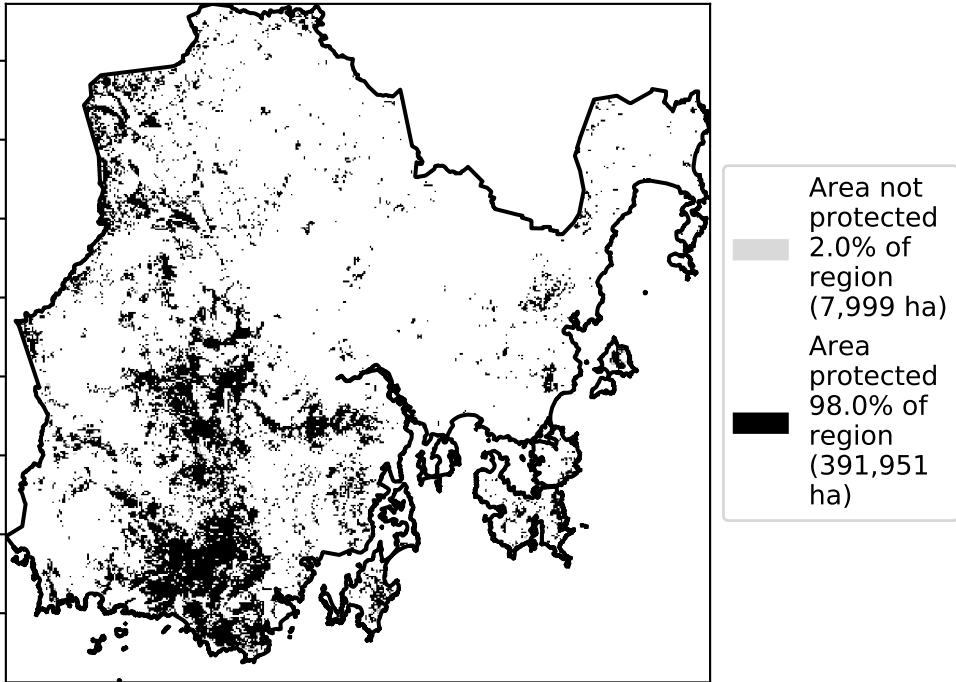 Area not
protected
2.0% of
region
(7,999 ha)
Area
protected
98.0% of
region
(391,951
ha)